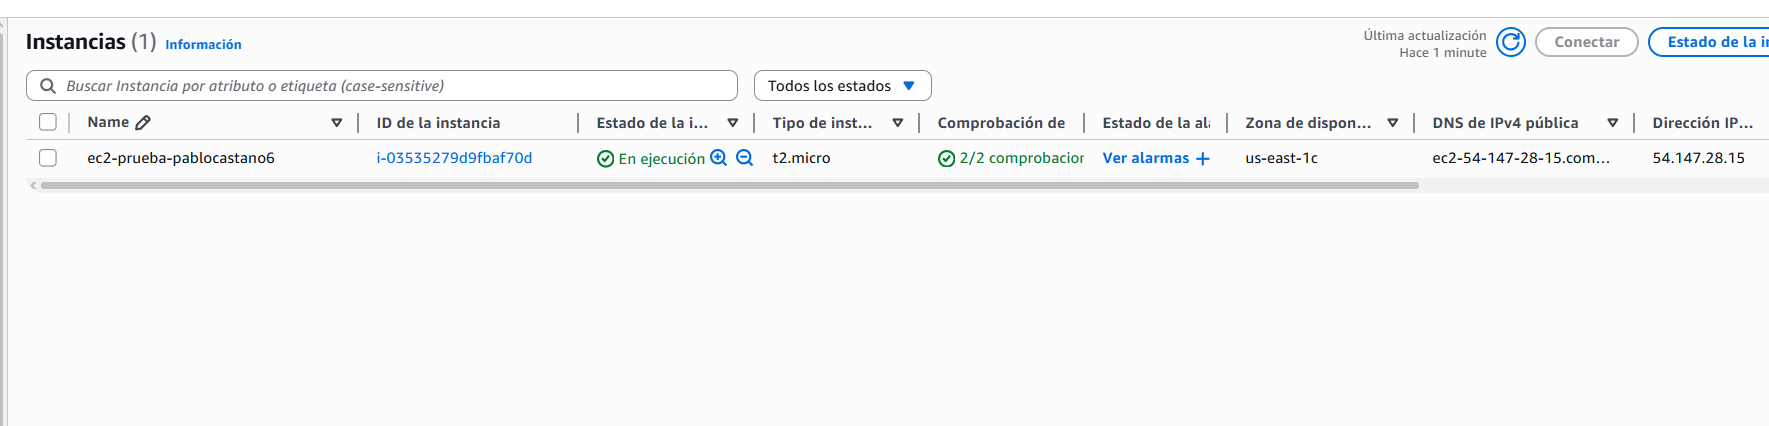 Instancias (1) Información
Última actualización
Hace 1 minute
Conectar
Estado de la i
Buscar Instancia por atributo o etiqueta (case-sensitive)
Todos los estados
Name ID de la instancia Estado de la i... Tipo de inst... Comprobación de Estado de la ala Zona de dispon... DNS de IPv4 pública Dirección IP...
ec2-prueba-pablocastano6 i-03535279d9fbaf70d En ejecución t2.micro 2/2 comprobacion Ver alarmas + us-east-1c ec2-54-147-28-15.com... 54.147.28.15